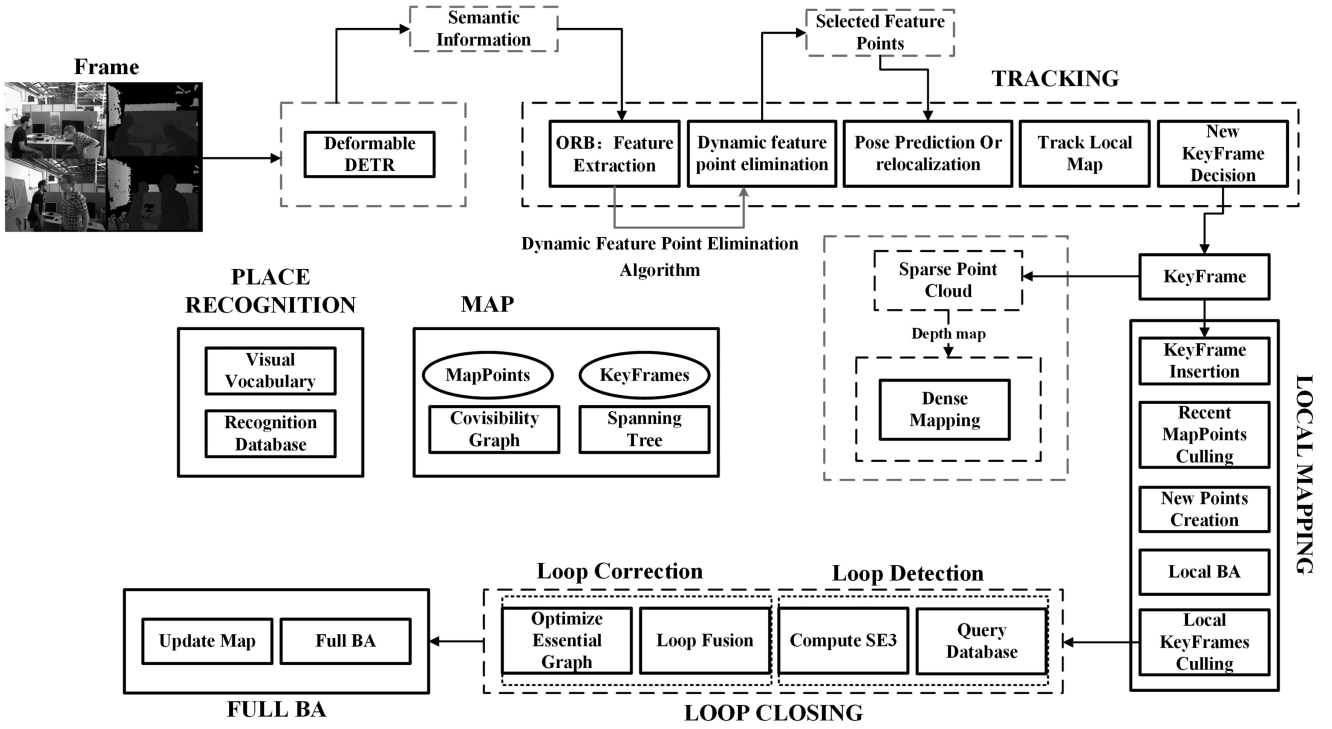 Semantic
Information
Selected Feature
Points
Frame
TRACKING
Deformable
DETR
ORB：Feature
Extraction
Dynamic feature
point elimination
Pose Prediction Or
relocalization
Track Local
Map
New
KeyFrame
Decision
Dynamic Feature Point Elimination
Algorithm
PLACE
RECOGNITION
Visual
Vocabulary
Recognition
Database
MAP
MapPoints
KeyFrames
Covisibility
Graph
Spanning
Tree
Sparse Point
Cloud
Depth map
Dense
Mapping
KeyFrame
KeyFrame
Insertion
Recent
MapPoints
Culling
New Points
Creation
Local BA
Local
KeyFrames
Culling
LOCAL MAPPING
Loop Correction
Loop Detection
Optimize
Essential
Graph
Loop Fusion
Compute SE3
Query
Database
LOOP CLOSING
Update Map
Full BA
FULL BA